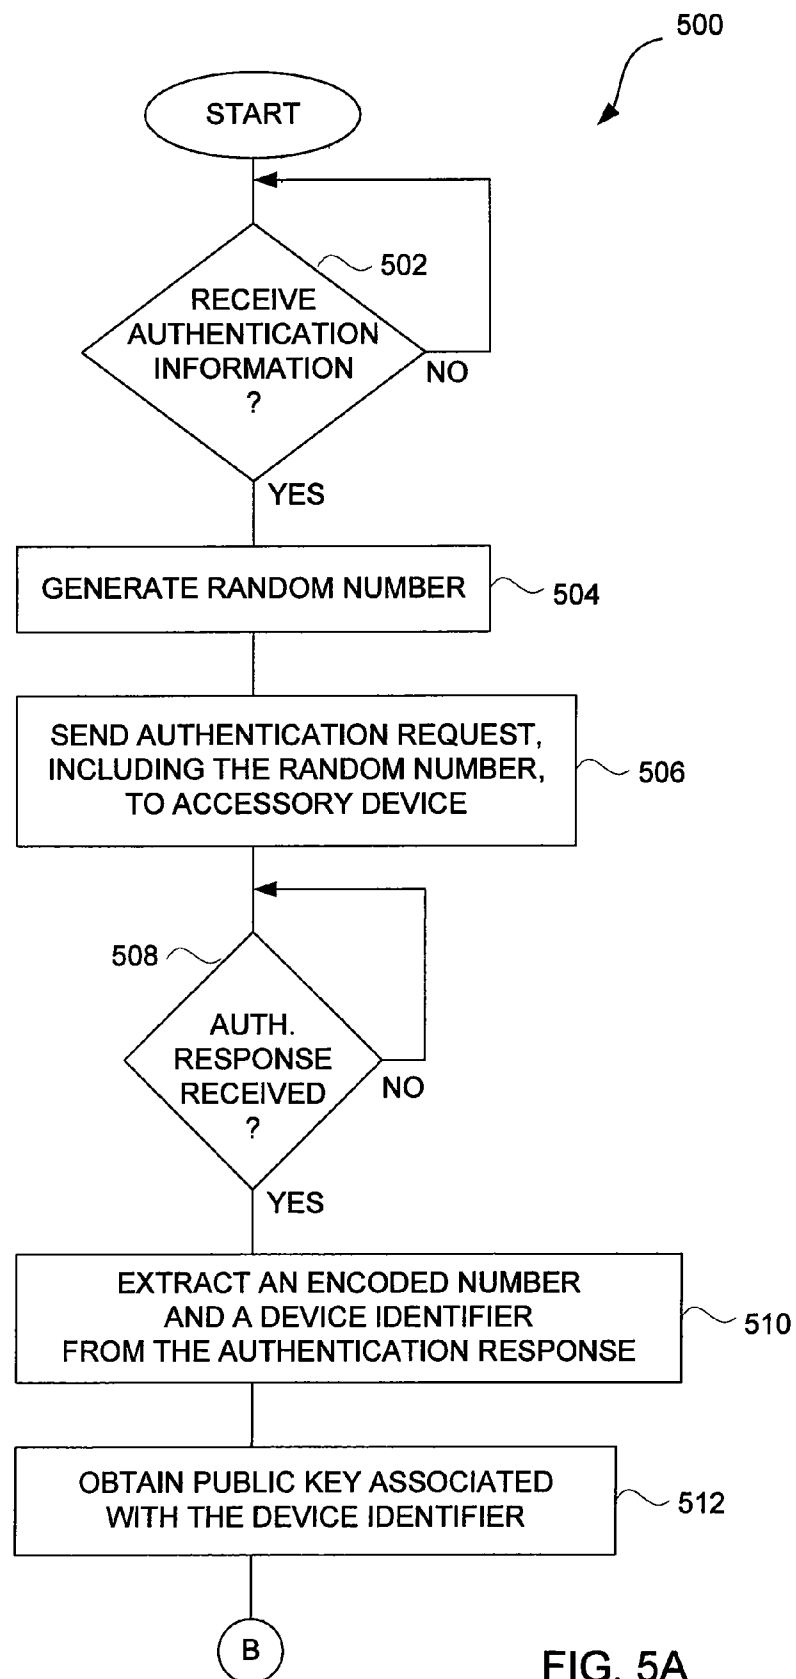 500
START
502
RECEIVE
AUTHENTICATION
INFORMATION
?
NO
YES
GENERATE RANDOM NUMBER
504
SEND AUTHENTICATION REQUEST,
INCLUDING THE RANDOM NUMBER,
TO ACCESSORY DEVICE
506
508
AUTH.
RESPONSE
RECEIVED
?
NO
YES
EXTRACT AN ENCODED NUMBER
AND A DEVICE IDENTIFIER
FROM THE AUTHENTICATION RESPONSE
510
OBTAIN PUBLIC KEY ASSOCIATED
WITH THE DEVICE IDENTIFIER
512
B
FIG. 5A